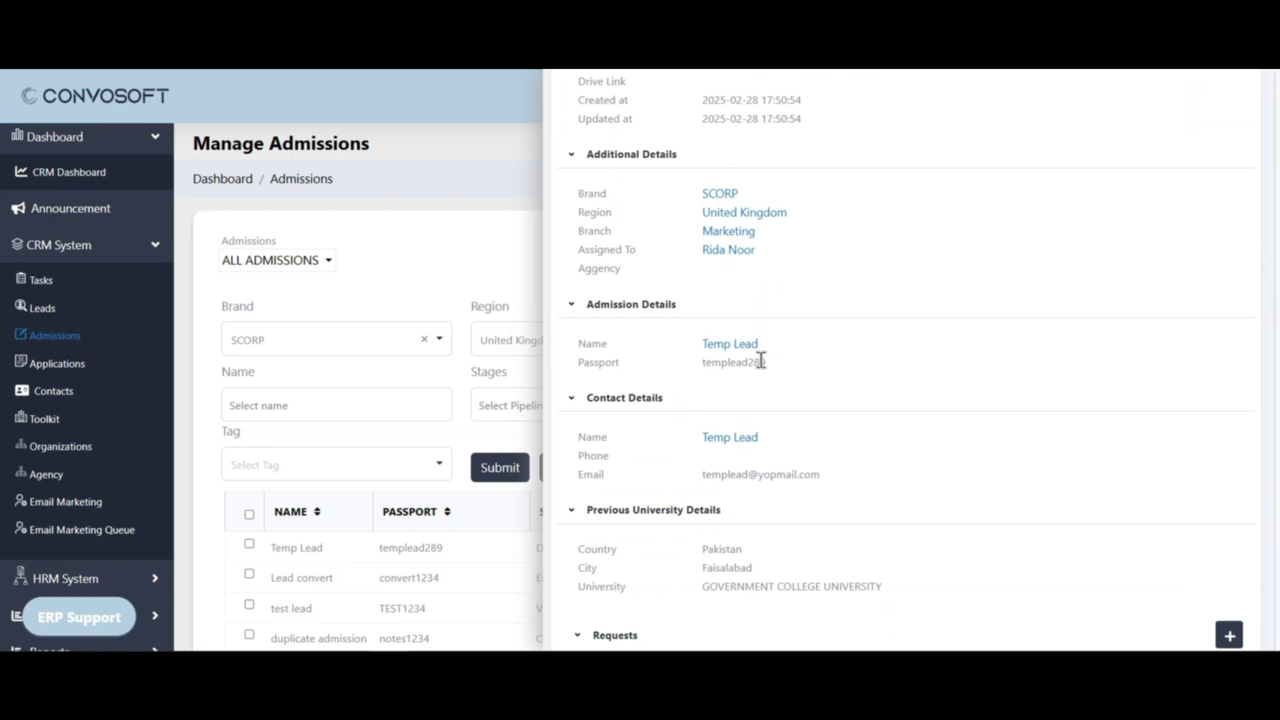 CONVOSOFT
Dashboard
CRM Dashboard
Announcement
CRM System
Tasks
Leads
Admissions
Applications
Contacts
Toolkit
Organizations
Agency
Email Marketing
Email Marketing Queue
HRM System
ERP Support
Manage Admissions
Dashboard / Admissions
Admissions
ALL ADMISSIONS
Brand Region
SCORP × United Kingd
Name Stages
Select name Select Pipelin
Tag
Select Tag Submit
NAME PASSPORT
Temp Lead templead289
Lead convert convert1234
test lead TEST1234
duplicate admission notes1234
Drive Link
Created at 2025-02-28 17:50:54
Updated at 2025-02-28 17:50:54
Additional Details
Brand SCORP
Region United Kingdom
Branch Marketing
Assigned To Rida Noor
Aggency
Admission Details
Name Temp Lead
Passport templead289
Contact Details
Name Temp Lead
Phone
Email templead@yopmail.com
Previous University Details
Country Pakistan
City Faisalabad
University GOVERNMENT COLLEGE UNIVERSITY
Requests +